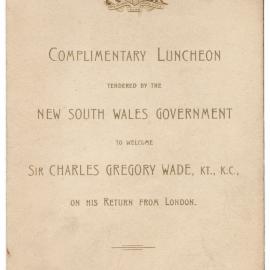 Complimentary Luncheon
tendered by the
New South Wales Government
to welcome
Sir Charles Gregory Wade, Kt., K.C.,
on his Return from London.